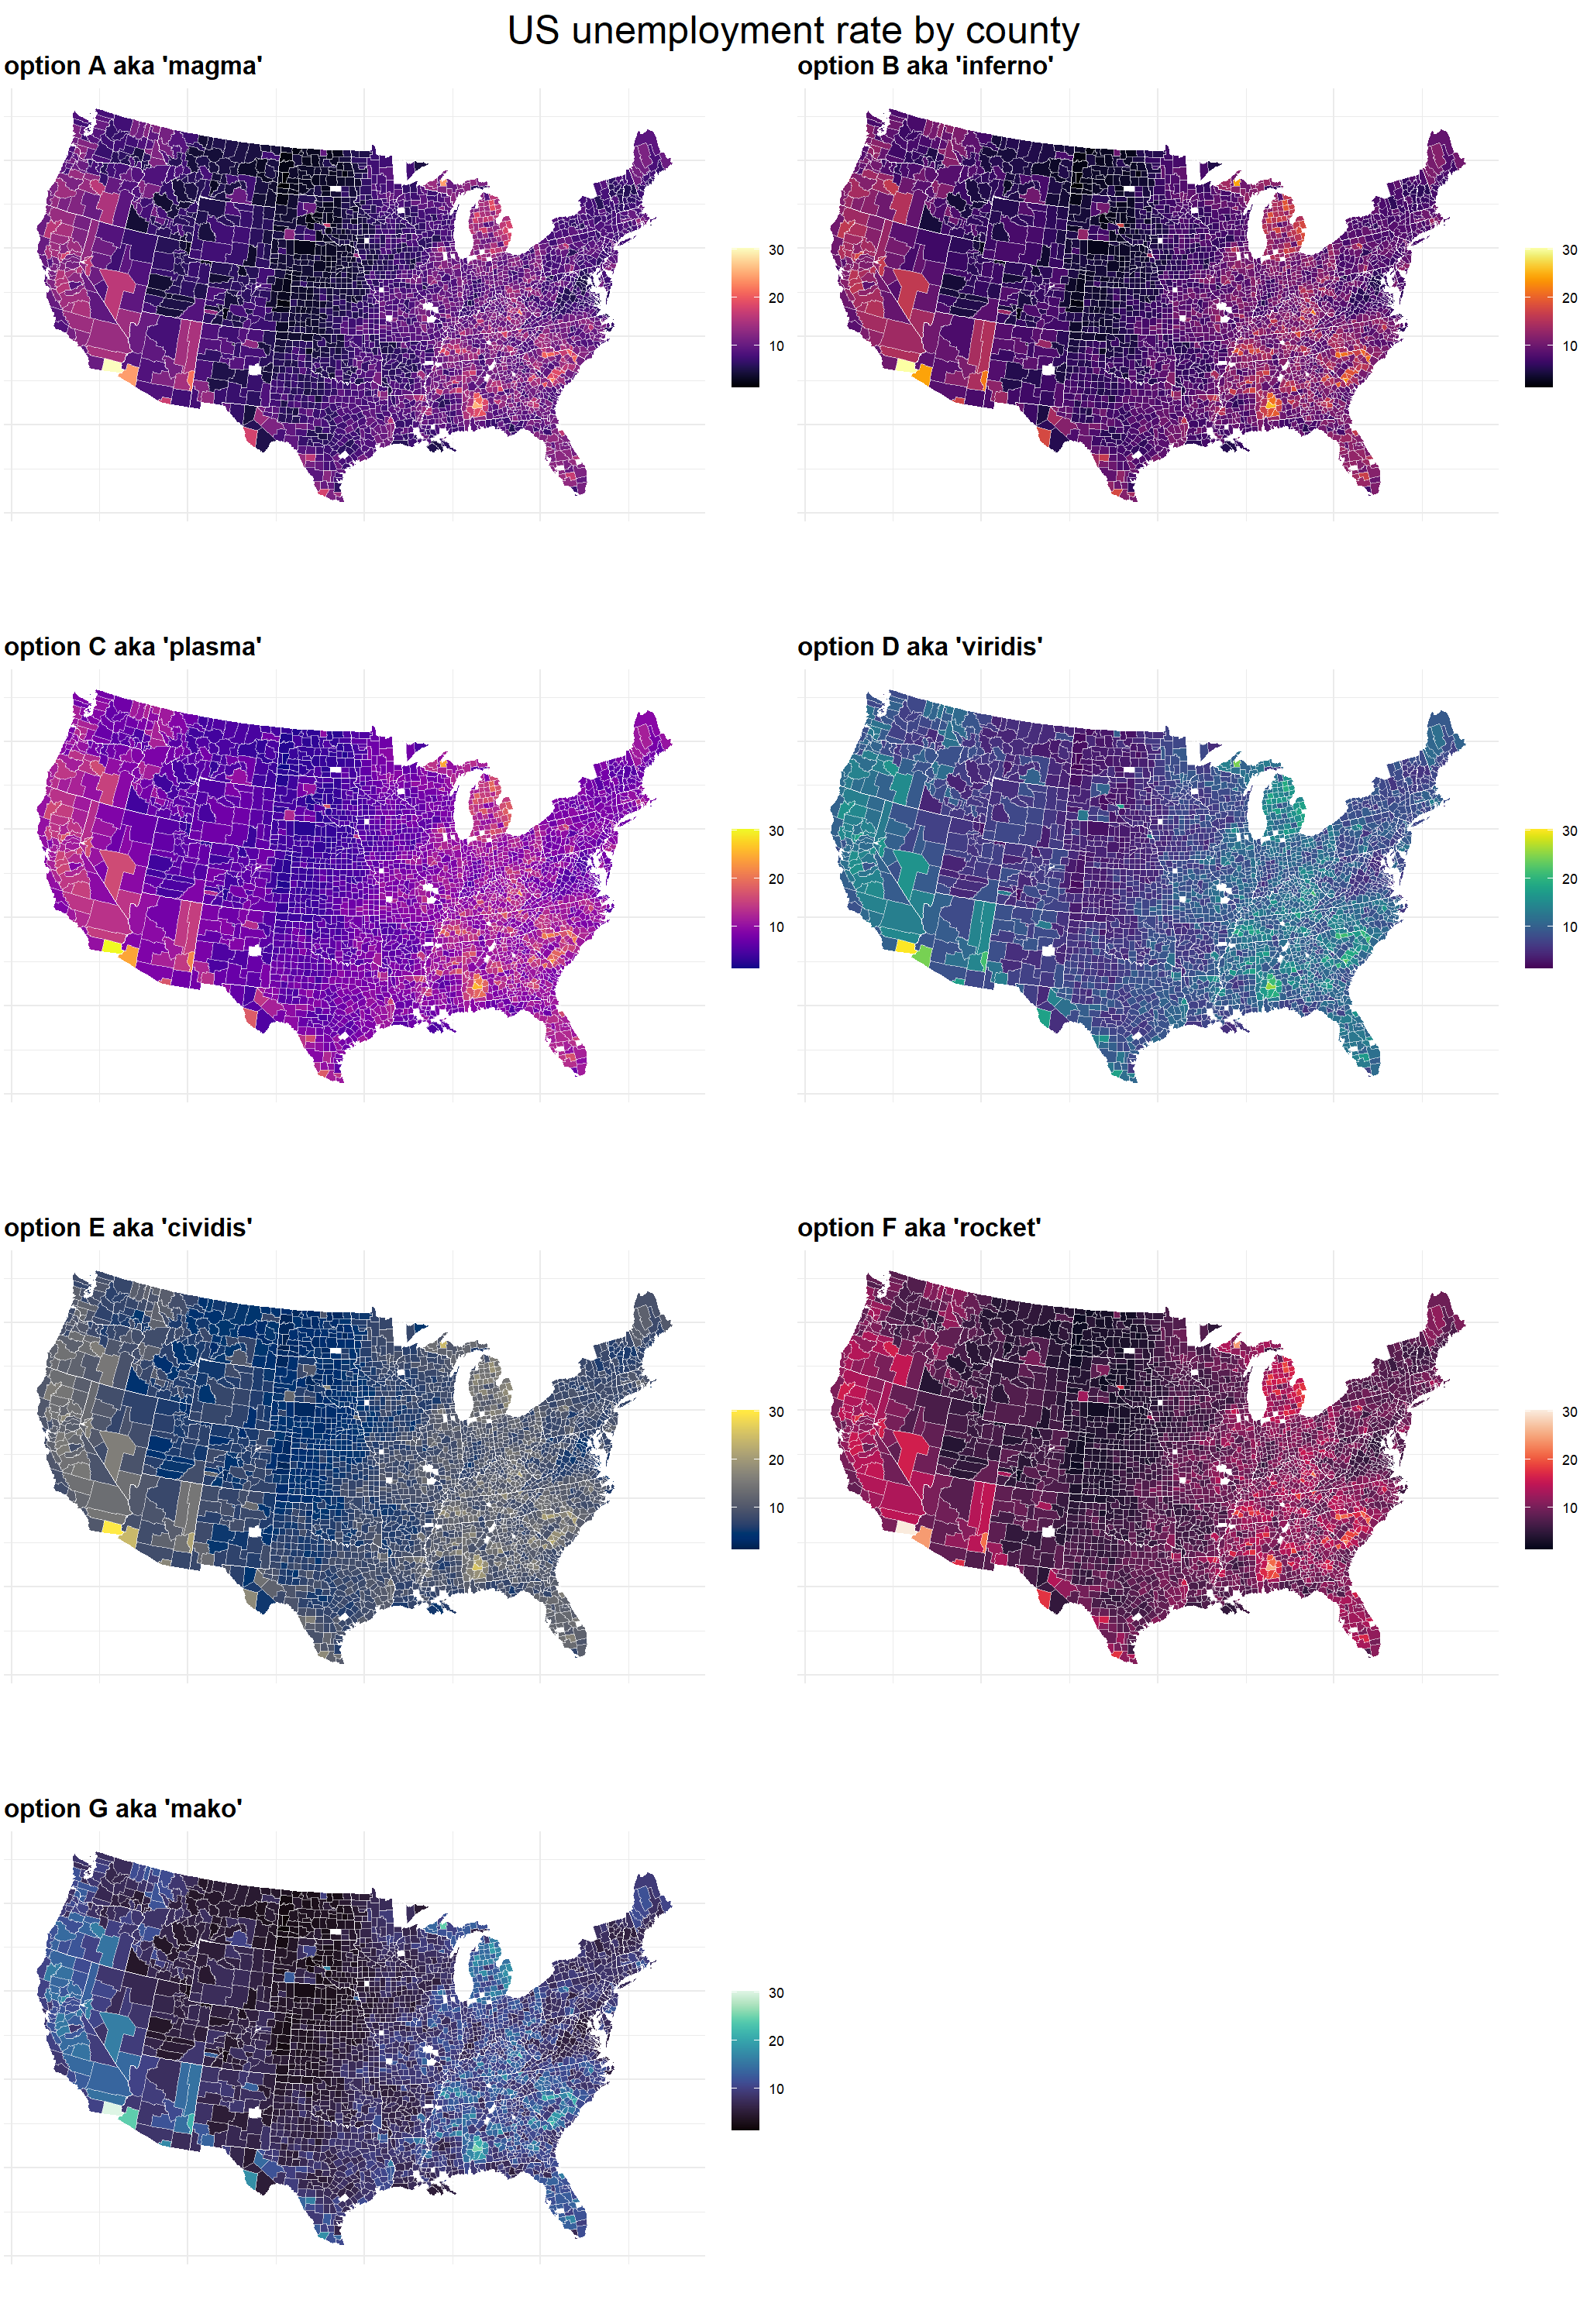 US unemployment rate by county
option A aka 'magma'
30
20
10
option B aka 'inferno'
30
20
10
option C aka 'plasma'
30
20
10
option D aka 'viridis'
30
20
10
option E aka 'cividis'
30
20
10
option F aka 'rocket'
30
20
10
option G aka 'mako'
30
20
10